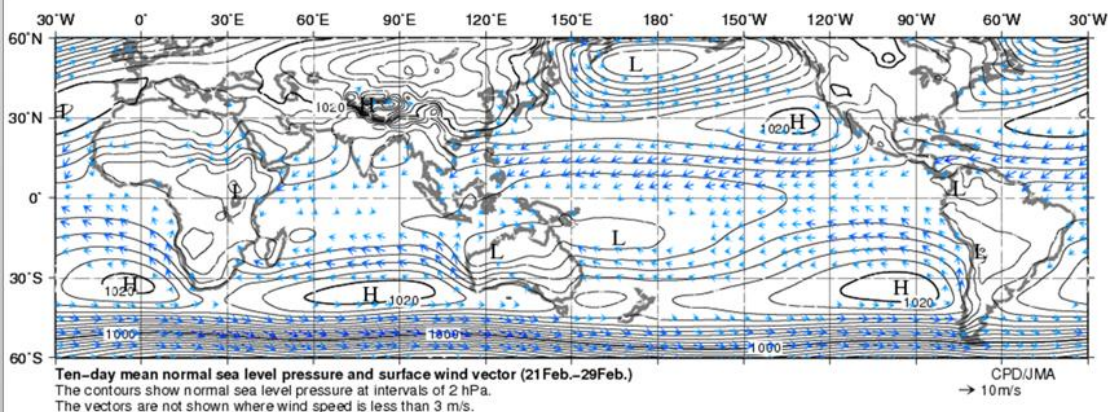 30°W 0° 30°E 60°E 90°E 120°E 150°E 180° 150°W 120°W 90°W 60°W 30°W
60°N
L
H
H
1020
1020
30°N
L
0°
L
L
L
30°S
H
1020
H
1020
H
1020
1000
1000
1000
60°S
Ten-day mean normal sea level pressure and surface wind vector (21Feb.-29Feb.)
CPD/JMA
The contours show normal sea level pressure at intervals of 2 hPa.
10m/s
The vectors are not shown where wind speed is less than 3 m/s.